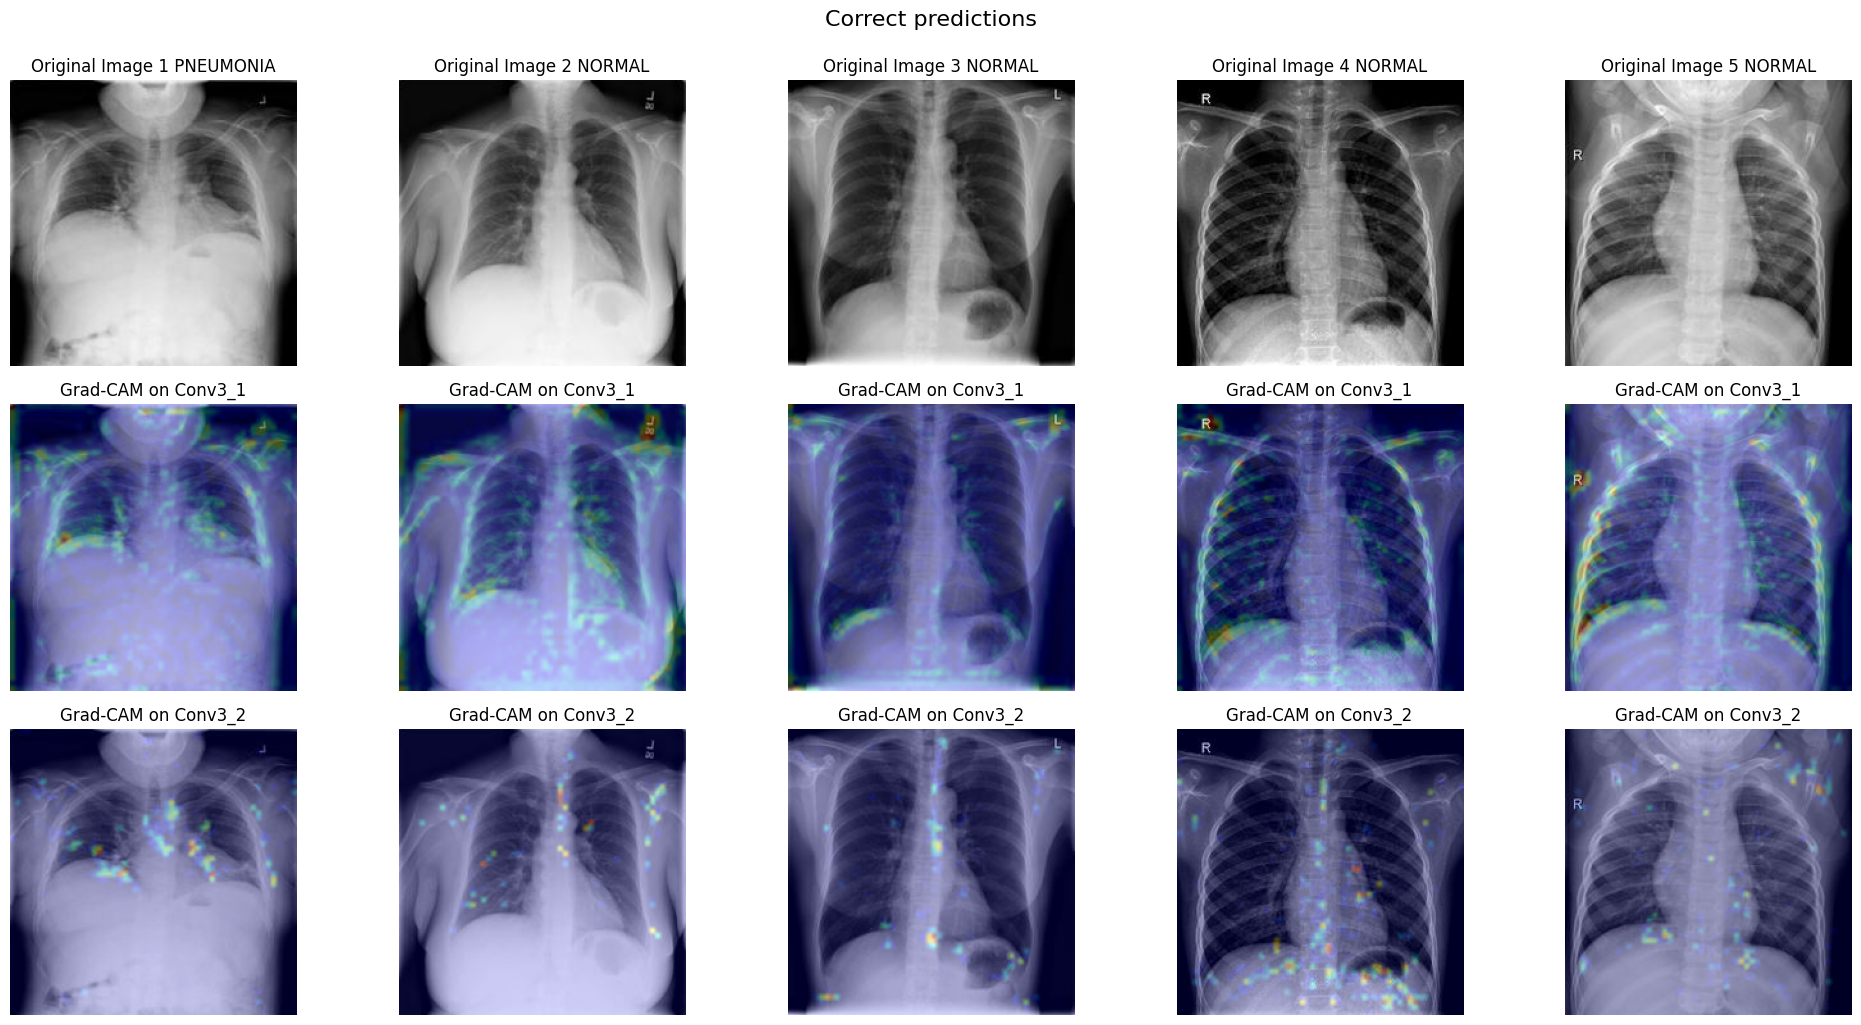 Correct predictions
Original Image 1 PNEUMONIA
Original Image 2 NORMAL
Original Image 3 NORMAL
Original Image 4 NORMAL
Original Image 5 NORMAL
L
L
R
R
Grad-CAM on Conv3_1
Grad-CAM on Conv3_1
Grad-CAM on Conv3_1
Grad-CAM on Conv3_1
Grad-CAM on Conv3_1
L
L
R
R
Grad-CAM on Conv3_2
Grad-CAM on Conv3_2
Grad-CAM on Conv3_2
Grad-CAM on Conv3_2
Grad-CAM on Conv3_2
L
L
R
R